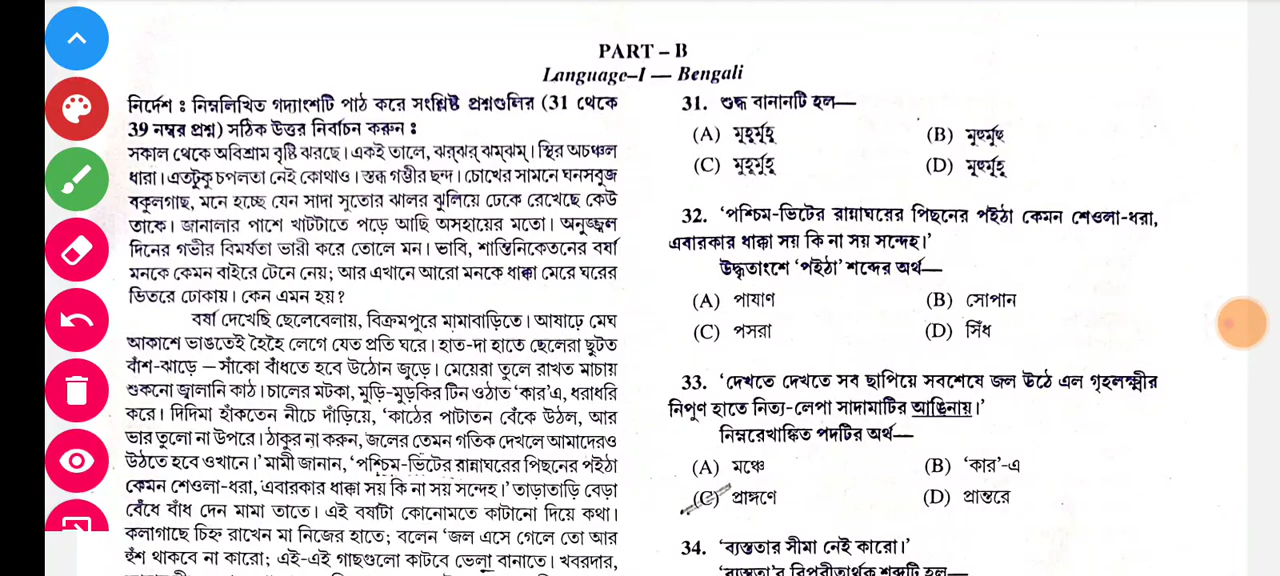 PART – B
Language–I — Bengali
নির্দেশ : নিম্নলিখিত গদ্যাংশটি পাঠ করে সংশ্লিষ্ট প্রশ্নগুলির (31 থেকে
39 নম্বর প্রশ্ন) সঠিক উত্তর নির্বাচন করুন :
সকাল থেকে অবিশ্রাম বৃষ্টি ঝরছে। একই তালে, ঝর্‌ঝর্‌ ঝম্‌ঝম্‌। স্থির অচঞ্চল
ধারা। এতটুকু চপলতা নেই কোথাও। স্তব্ধ গম্ভীর ছন্দ। চোখের সামনে ঘনসবুজ
বকুলগাছ, মনে হচ্ছে যেন সাদা সুতোর ঝালর ঝুলিয়ে ঢেকে রেখেছে কেউ
তাকে। জানালার পাশে খাটটাতে পড়ে আছি অসহায়ের মতো। অনুজ্জ্বল
দিনের গভীর বিমর্ষতা ভারী করে তোলে মন। ভাবি, শান্তিনিকেতনের বর্ষা
মনকে কেমন বাইরে টেনে নেয়; আর এখানে আরো মনকে ধাক্কা মেরে ঘরের
ভিতরে ঢোকায়। কেন এমন হয়?
বর্ষা দেখেছি ছেলেবেলায়, বিক্রমপুরে মামাবাড়িতে। আষাঢ়ে মেঘ
আকাশে ভাঙতেই হৈহৈ লেগে যেত প্রতি ঘরে। হাত-দা হাতে ছেলেরা ছুটত
বাঁশ-ঝাড়ে — সাঁকো বাঁধতে হবে উঠোন জুড়ে। মেয়েরা তুলে রাখত মাচায়
শুকনো জ্বালানি কাঠ। চালের মটকা, মুড়ি-মুড়কির টিন ওঠাত ‘কার’এ, ধরাধরি
করে। দিদিমা হাঁকতেন নীচে দাঁড়িয়ে, ‘কাঠের পাটাতন বেঁকে উঠল, আর
ভার তুলো না উপরে। ঠাকুর না করুন, জলের তেমন গতিক দেখলে আমাদেরও
উঠতে হবে ওখানে।’ মামী জানান, ‘পশ্চিম-ভিটের রান্নাঘরের পিছনের পইঠা
কেমন শেওলা-ধরা, এবারকার ধাক্কা সয় কি না সয় সন্দেহ।’ তাড়াতাড়ি বেড়া
বেঁধে বাঁধ দেন মামা তাতে। এই বর্ষাটা কোনোমতে কাটানো দিয়ে কথা।
কলাগাছে চিহ্ন রাখেন মা নিজের হাতে; বলেন ‘জল এসে গেলে তো আর
হুঁশ থাকবে না কারো; এই-এই গাছগুলো কাটবে ভেলা বানাতে। খবরদার,
31. শুদ্ধ বানানটি হল—
(A) মূহূর্মূহূ
(B) মূহুর্মুহু
(C) মুহূর্মুহূ
(D) মুহুর্মুহূ
32. ‘পশ্চিম-ভিটের রান্নাঘরের পিছনের পইঠা কেমন শেওলা-ধরা,
এবারকার ধাক্কা সয় কি না সয় সন্দেহ।’
উদ্ধৃতাংশে ‘পইঠা’ শব্দের অর্থ—
(A) পাষাণ
(B) সোপান
(C) পসরা
(D) সিঁধ
33. ‘দেখতে দেখতে সব ছাপিয়ে সবশেষে জল উঠে এল গৃহলক্ষ্মীর
নিপুণ হাতে নিত্য-লেপা সাদামাটির আঙিনায়।’
নিম্নরেখাঙ্কিত পদটির অর্থ—
(A) মঞ্চে
(B) ‘কার’-এ
(C) প্রাঙ্গণে
(D) প্রান্তরে
34. ‘ব্যস্ততার সীমা নেই কারো।’
‘ব্যস্ততা’র বিপরীতার্থক শব্দটি হল—